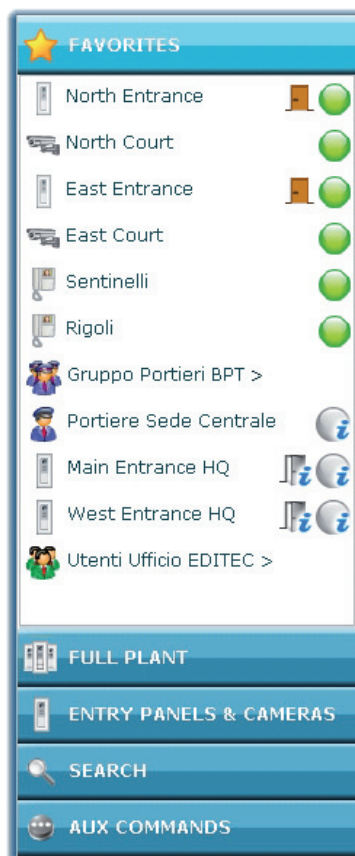 FAVORITES
North Entrance
North Court
East Entrance
East Court
Sentinelli
Rigoli
Gruppo Portieri BPT >
Portiere Sede Centrale
Main Entrance HQ
West Entrance HQ
Utenti Ufficio EDITEC >
FULL PLANT
ENTRY PANELS & CAMERAS
SEARCH
AUX COMMANDS